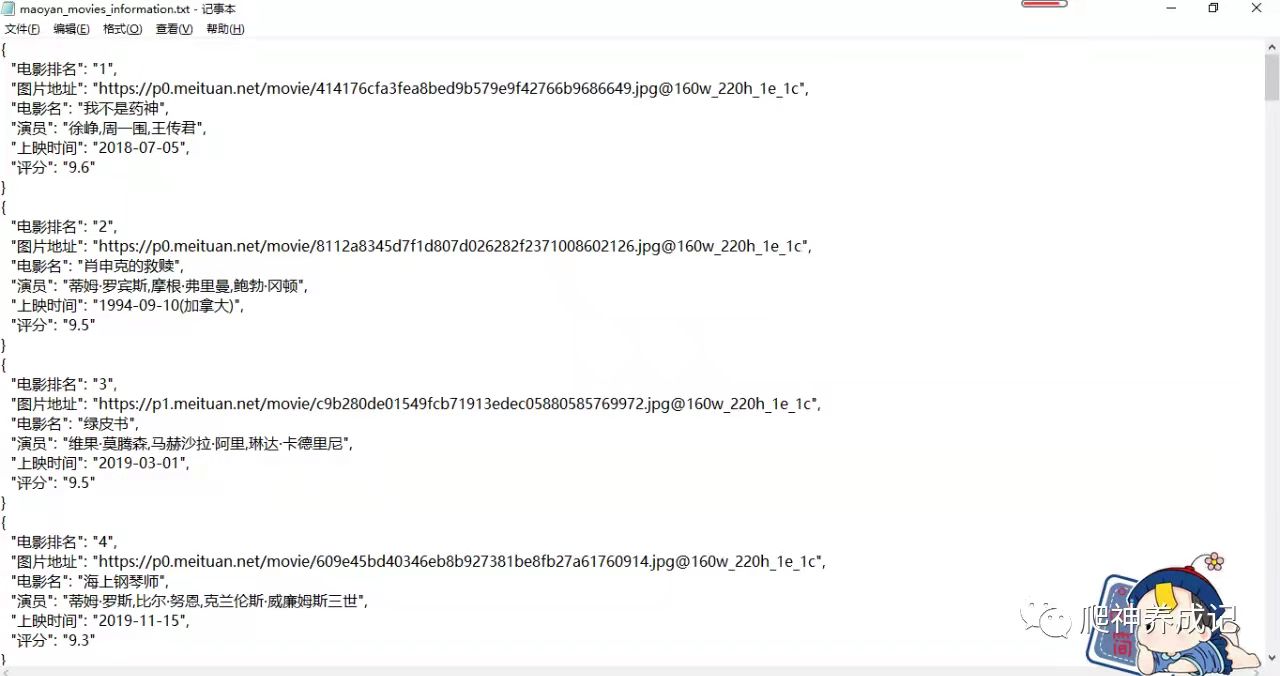 maoyan_movies_information.txt - 记事本
文件(F) 编辑(E) 格式(O) 查看(V) 帮助(H)
{
"电影排名": "1",
"图片地址": "https://p0.meituan.net/movie/414176cfa3fea8bed9b579e9f42766b9686649.jpg@160w_220h_1e_1c",
"电影名": "我不是药神",
"演员": "徐峥,周一围,王传君",
"上映时间": "2018-07-05",
"评分": "9.6"
}
{
"电影排名": "2",
"图片地址": "https://p0.meituan.net/movie/8112a8345d7f1d807d026282f2371008602126.jpg@160w_220h_1e_1c",
"电影名": "肖申克的救赎",
"演员": "蒂姆·罗宾斯,摩根·弗里曼,鲍勃·冈顿",
"上映时间": "1994-09-10(加拿大)",
"评分": "9.5"
}
{
"电影排名": "3",
"图片地址": "https://p1.meituan.net/movie/c9b280de01549fcb71913edec05880585769972.jpg@160w_220h_1e_1c",
"电影名": "绿皮书",
"演员": "维果·莫腾森,马赫沙拉·阿里,琳达·卡德里尼",
"上映时间": "2019-03-01",
"评分": "9.5"
}
{
"电影排名": "4",
"图片地址": "https://p0.meituan.net/movie/609e45bd40346eb8b927381be8fb27a61760914.jpg@160w_220h_1e_1c",
"电影名": "海上钢琴师",
"演员": "蒂姆·罗斯,比尔·努恩,克兰伦斯·威廉姆斯三世",
"上映时间": "2019-11-15",
"评分": "9.3"
}
爬神养成记